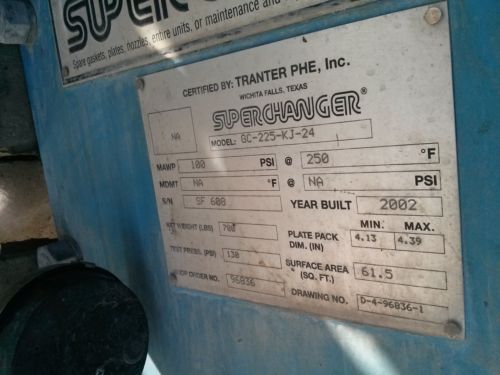 SUPERCHANGER
Spare gaskets, plates, nozzles, entire units, or maintenance and
CERTIFIED BY: TRANTER PHE, Inc.
WICHITA FALLS, TEXAS
SUPERCHANGER®
NA
MODEL: GC-225-KJ-24
MAWP 100 PSI @ 250 °F
MDMT NA °F @ NA PSI
S/N SF 608 YEAR BUILT 2002
WEIGHT (LBS) 700 PLATE PACK DIM. (IN) MIN. 4.13 MAX. 4.39
TEST PRESS. (PSI) 130 SURFACE AREA (SQ. FT.) 61.5
SHOP ORDER NO. 96836 DRAWING NO. D-4-96836-1